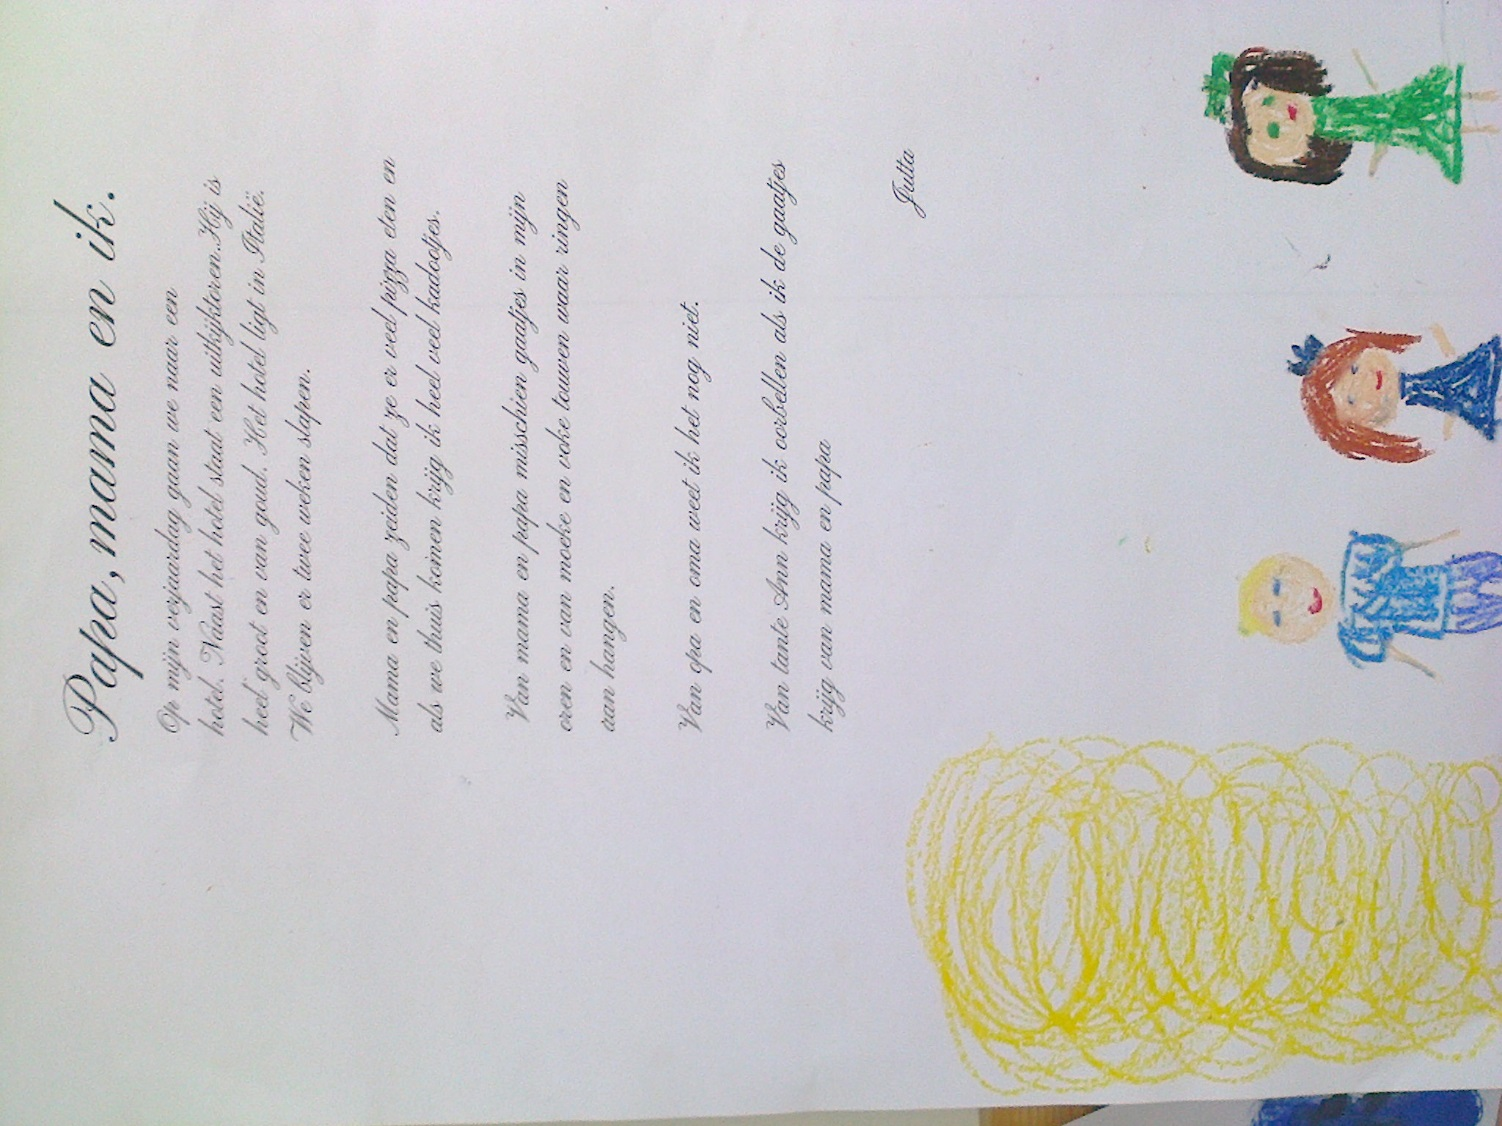 Papa, mama en ik.
Op mijn verjaardag gaan we naar een
hotel. Naast het hotel staat een uitkijktoren.Hij is
heel groot en van goud. Het hotel ligt in Italië.
We blijven er twee weken slapen.
Mama en papa zeiden dat ze er veel pizza eten en
als we thuis komen krijg ik heel veel kadootjes.
Van mama en papa misschien gaatjes in mijn
oren en van moeke en voke touwen waar ringen
aan hangen.
Van opa en oma weet ik het nog niet.
Van tante Ann krijg ik oorbellen als ik de gaatjes
krijg van mama en papa
Jutta